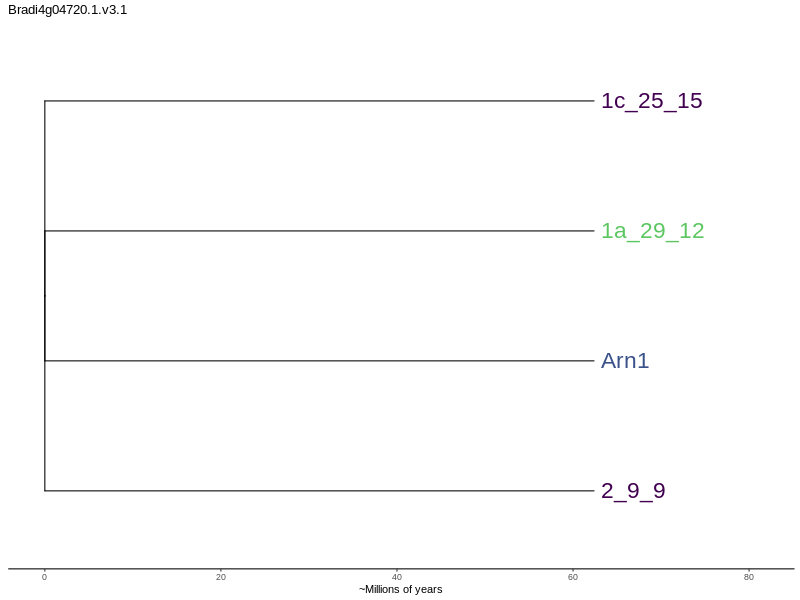 Bradi4g04720.1.v3.1
1c_25_15
1a_29_12
Arn1
2_9_9
0 20 40 60 80
~Millions of years